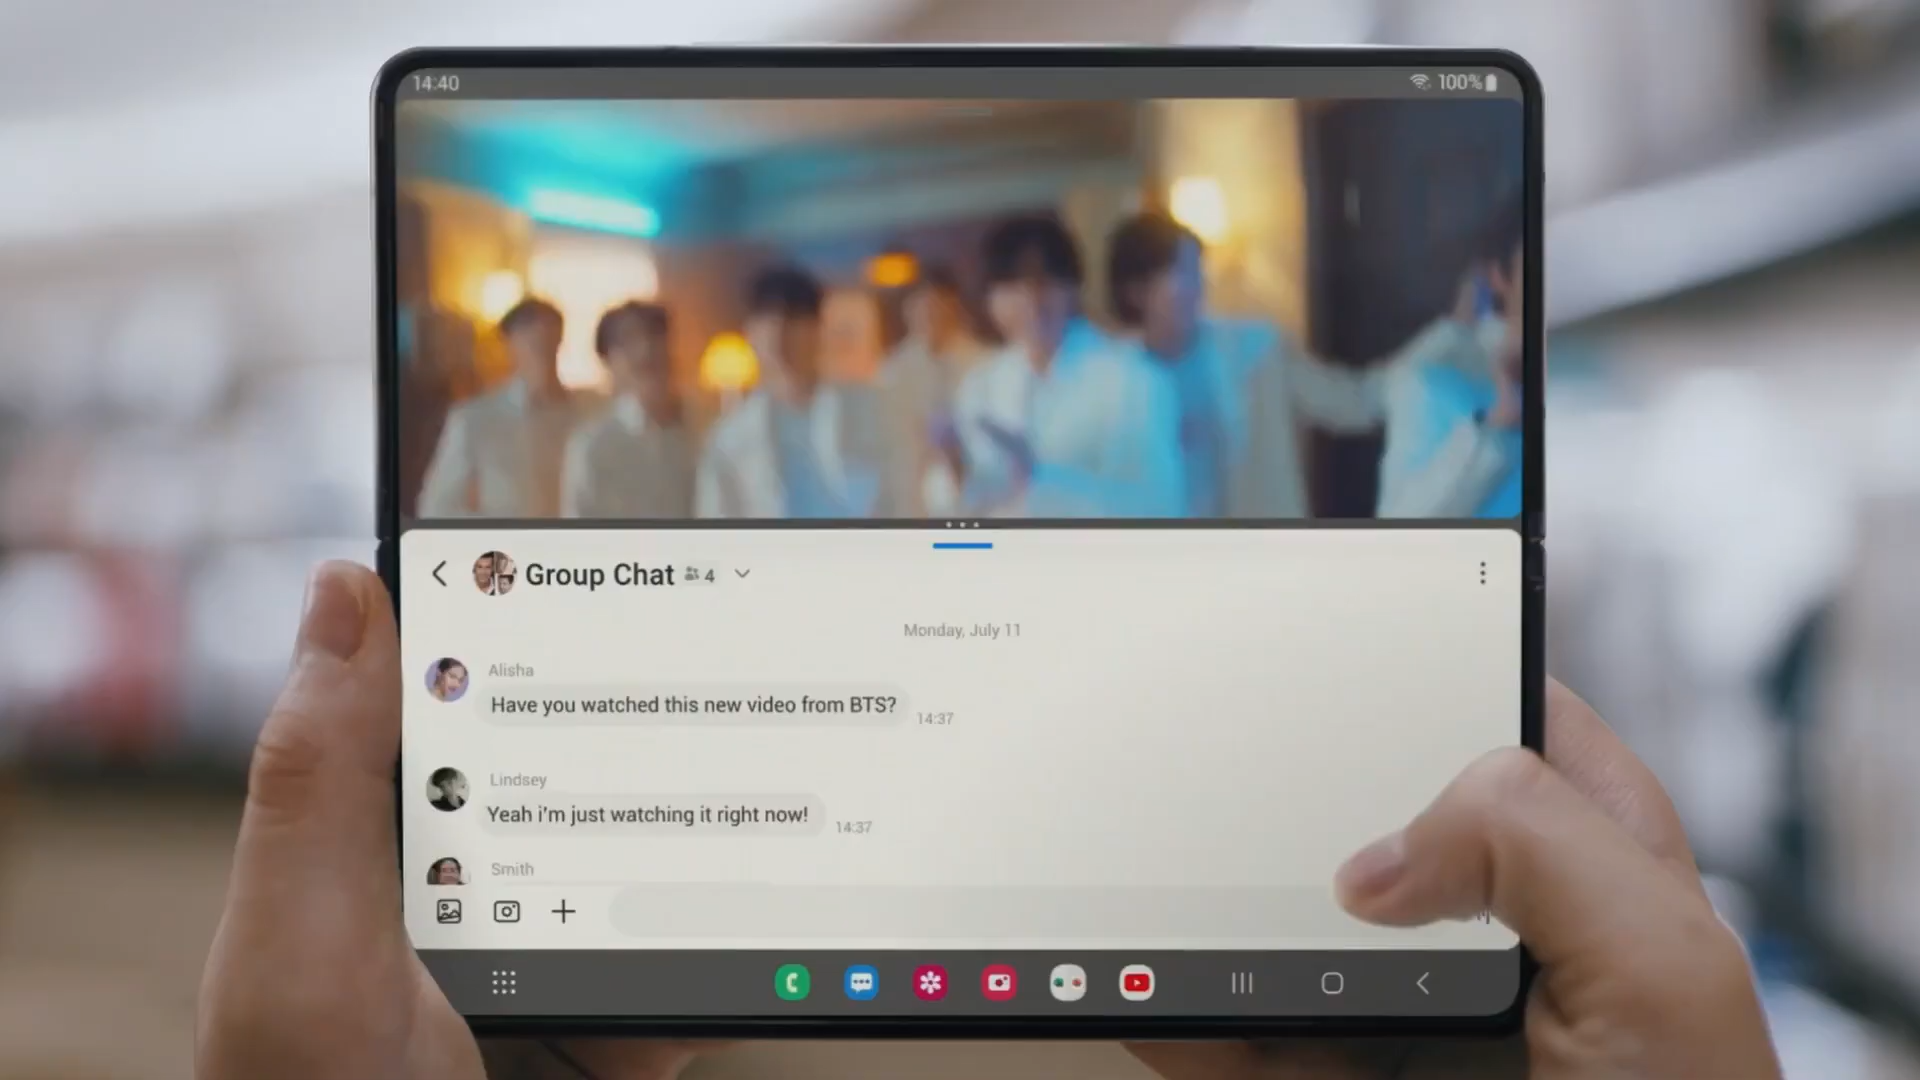 14:40
100%
Group Chat 4
Monday, July 11
Alisha
Have you watched this new video from BTS?
14:37
Lindsey
Yeah i'm just watching it right now!
14:37
Smith